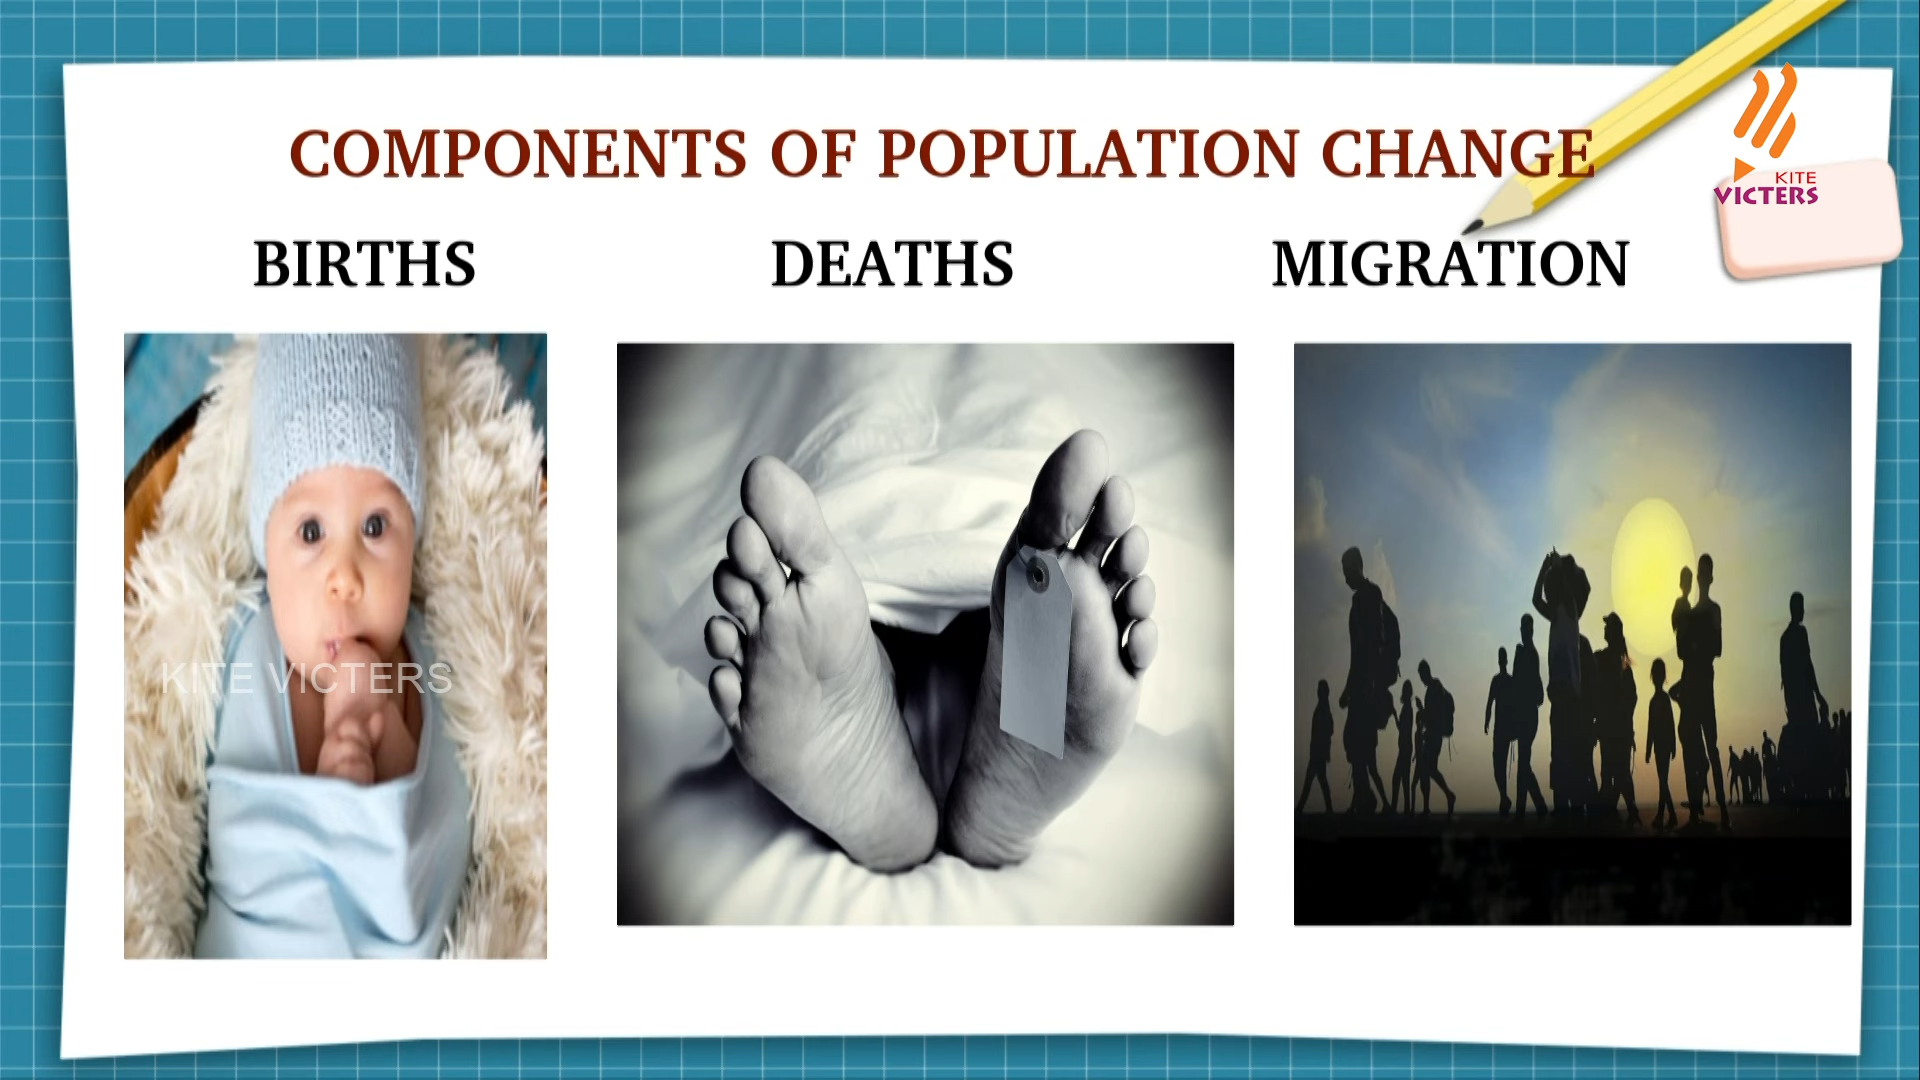 COMPONENTS OF POPULATION CHANGE
KITE
VICTERS
BIRTHS DEATHS MIGRATION
KITE VICTERS